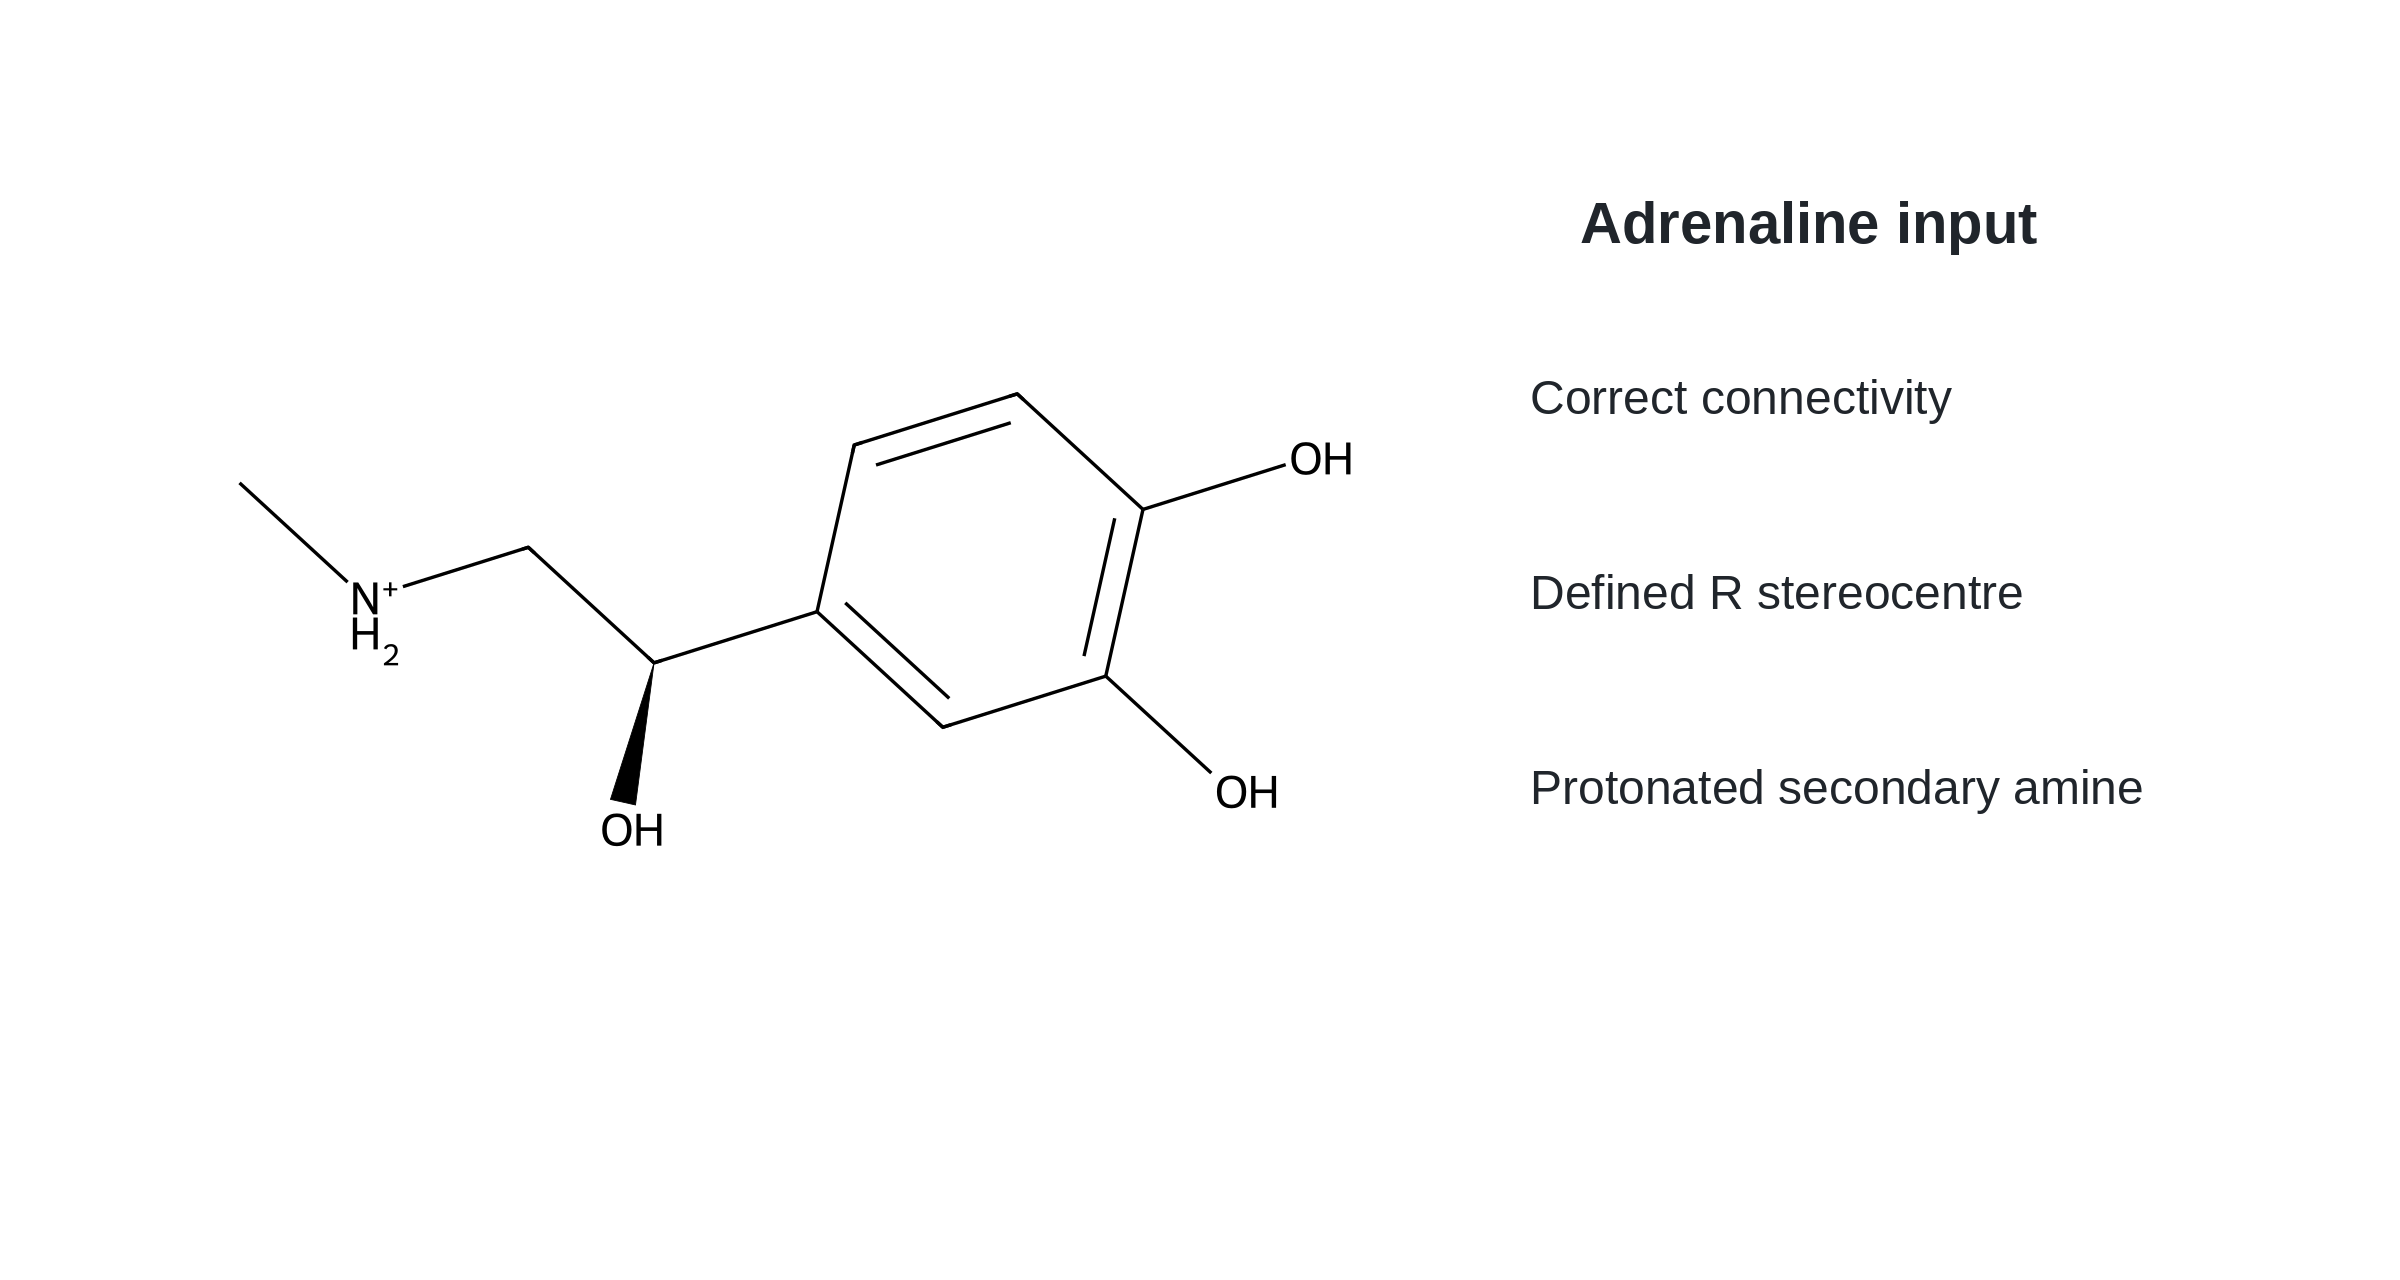 Adrenaline input
Correct connectivity
OH
Defined R stereocentre
N⁺
H₂
Protonated secondary amine
OH
OH